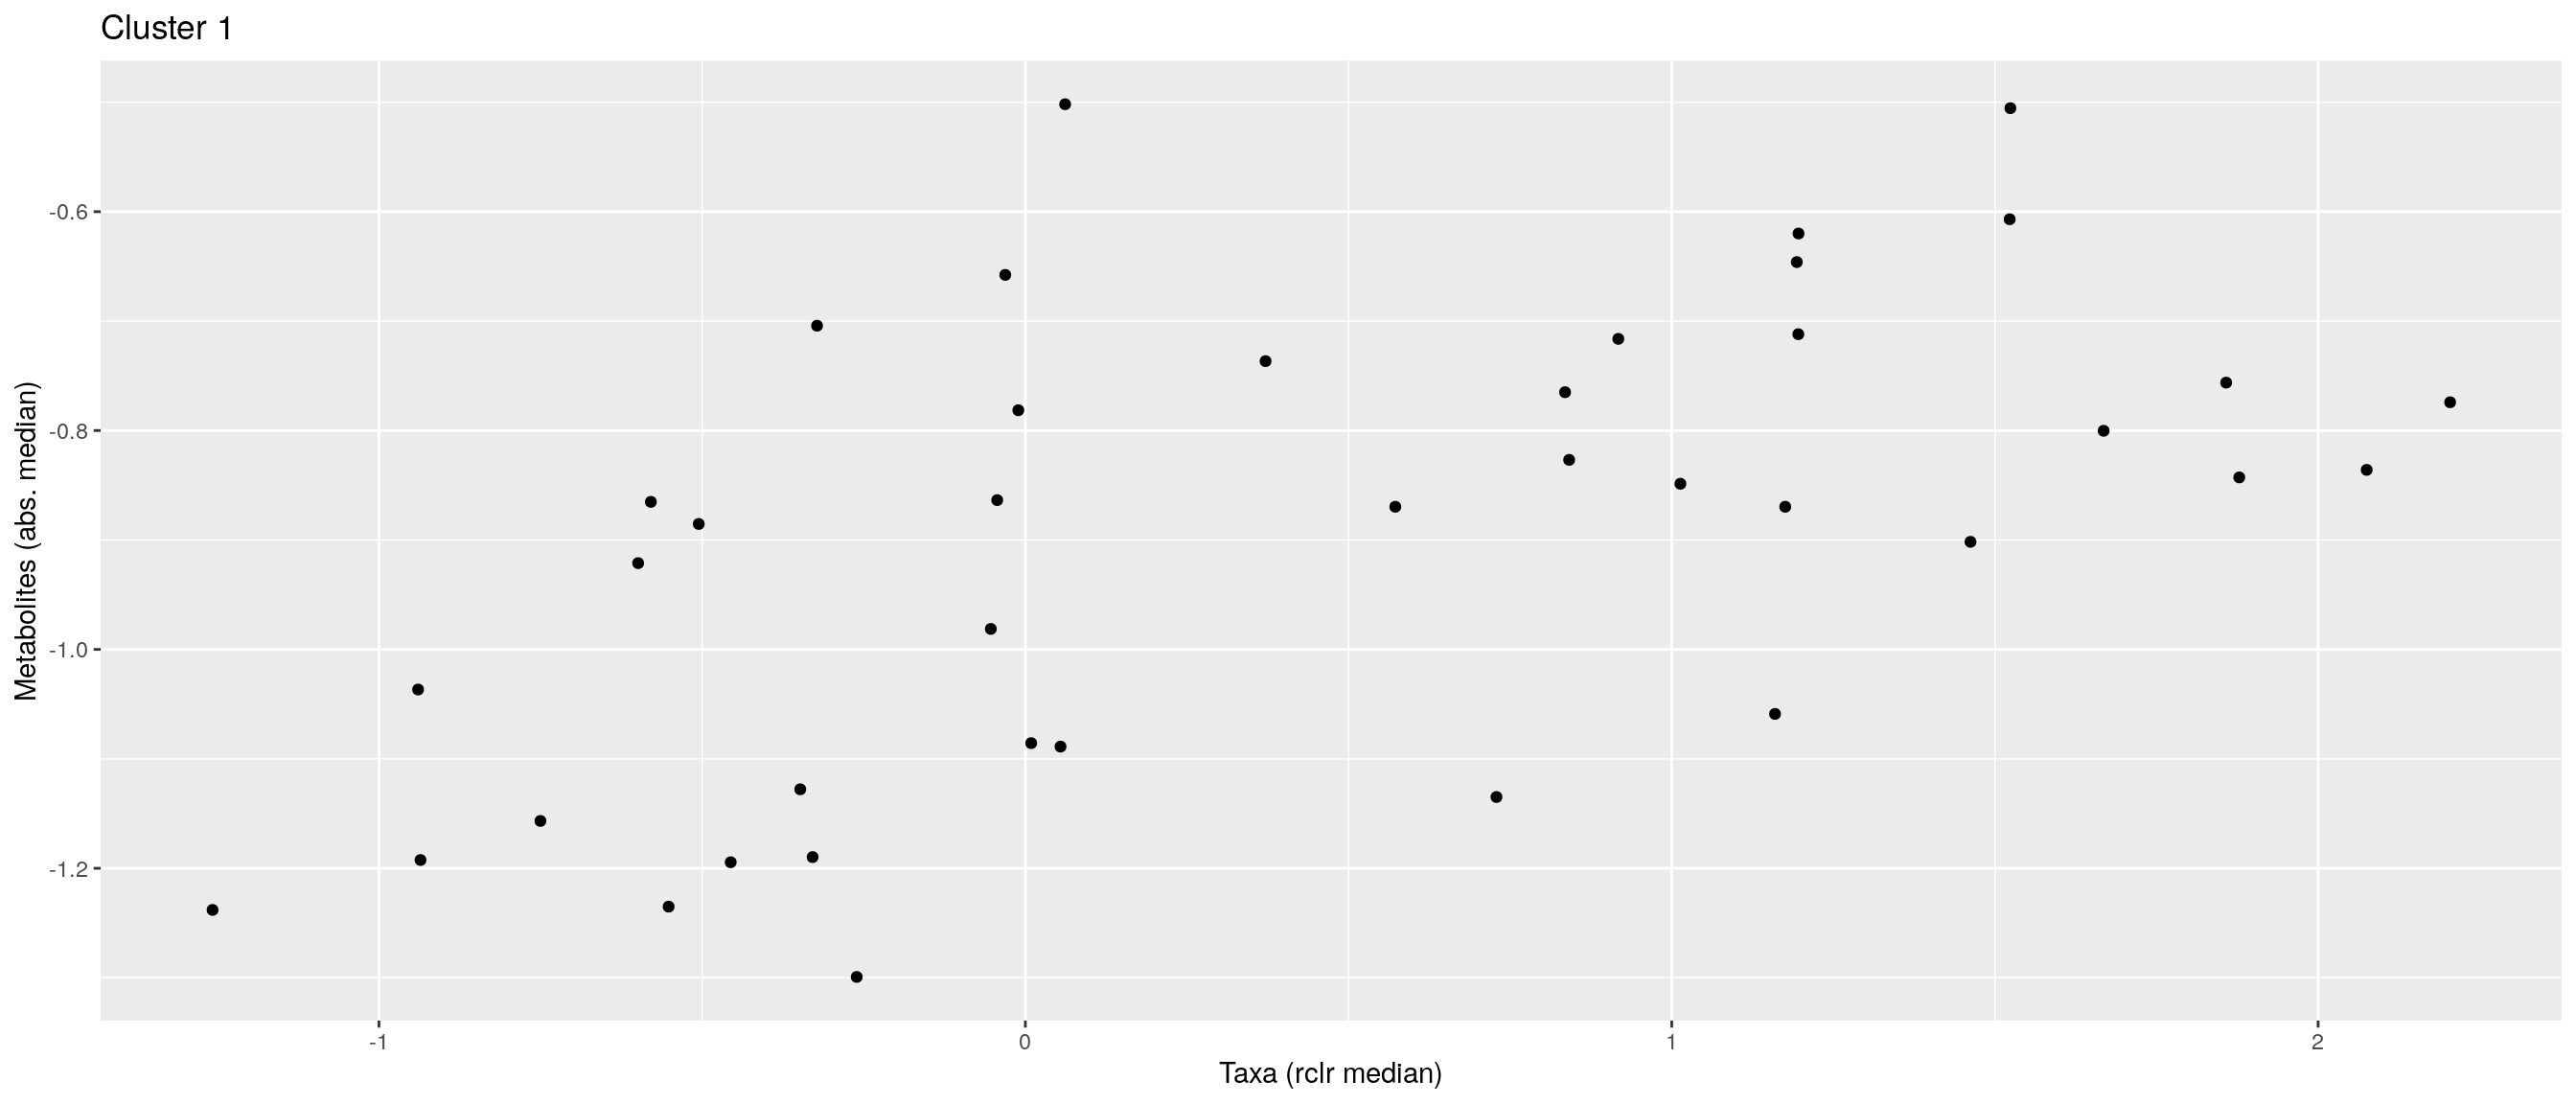 Cluster 1
Metabolites (abs. median)
-0.6
-0.8
-1.0
-1.2
-1
0
1
2
Taxa (rclr median)